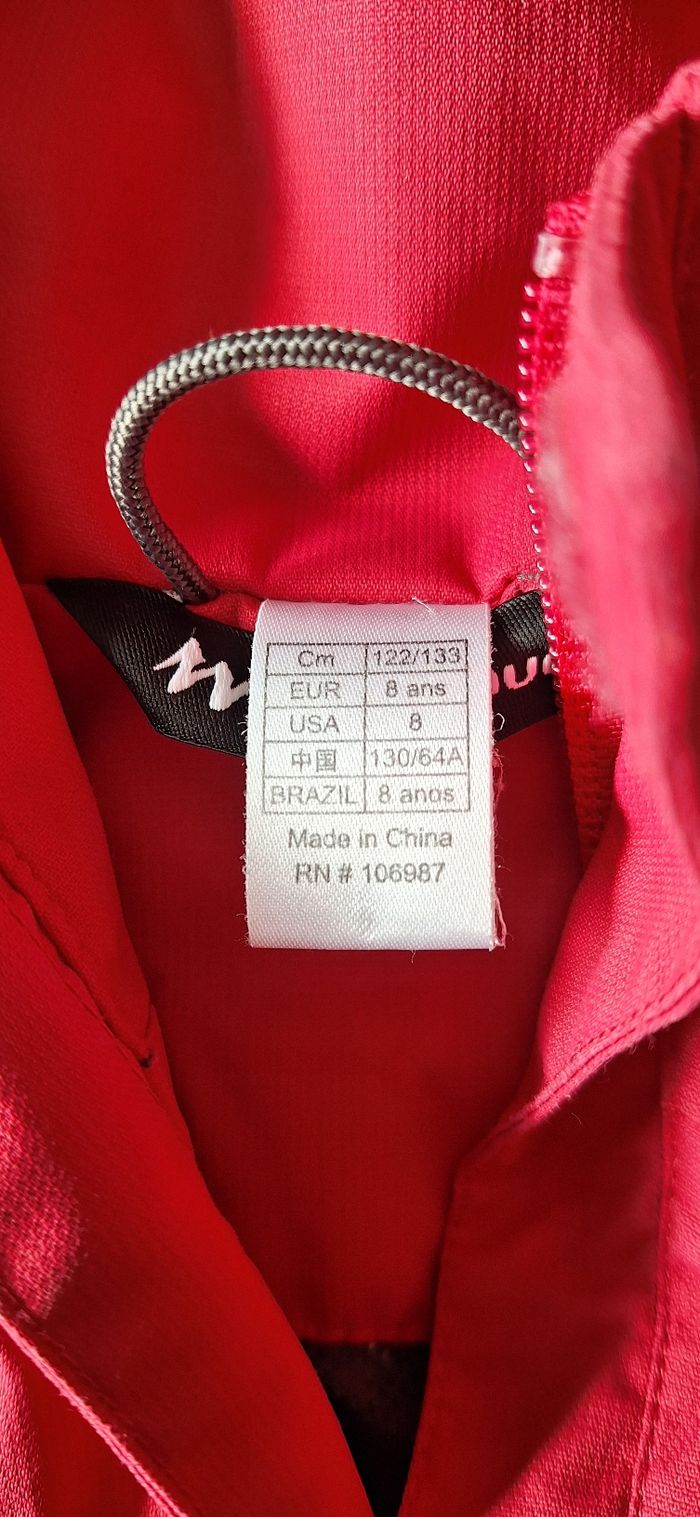 Cm 122/133
EUR 8 ans
USA 8
中国 130/64A
BRAZIL 8 anos
Made in China
RN # 106987